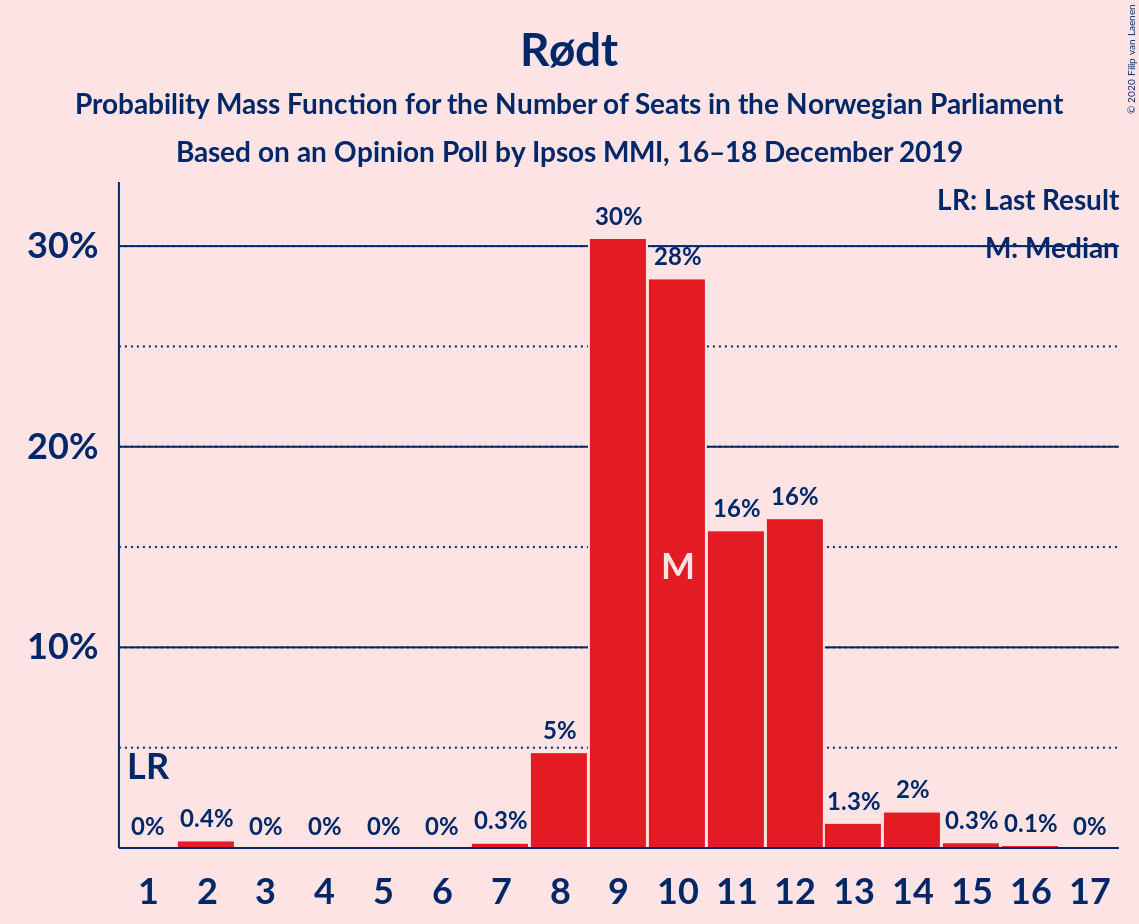 Rødt
Probability Mass Function for the Number of Seats in the Norwegian Parliament
Based on an Opinion Poll by Ipsos MMI, 16–18 December 2019
© 2020 Filip van Laenen
LR: Last Result
M: Median
30%
20%
10%
0% 0.4% 0% 0% 0% 0% 0.3% 5% 30% 28% 16% 16% 1.3% 2% 0.3% 0.1% 0%
LR
M
1 2 3 4 5 6 7 8 9 10 11 12 13 14 15 16 17